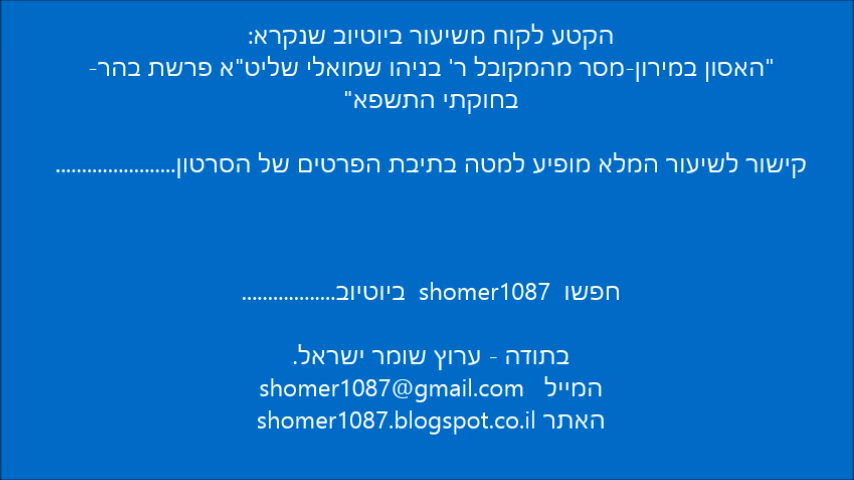 הקטע לקוח משיעור ביוטיוב שנקרא:
"האסון במירון-מסר מהמקובל ר' בניהו שמואלי שליט"א פרשת בהר-
בחוקתי התשפא"
קישור לשיעור המלא מופיע למטה בתיבת הפרטים של הסרטון.......................
חפשו shomer1087 ביוטיוב..................
בתודה - ערוץ שומר ישראל.
המייל shomer1087@gmail.com
האתר shomer1087.blogspot.co.il